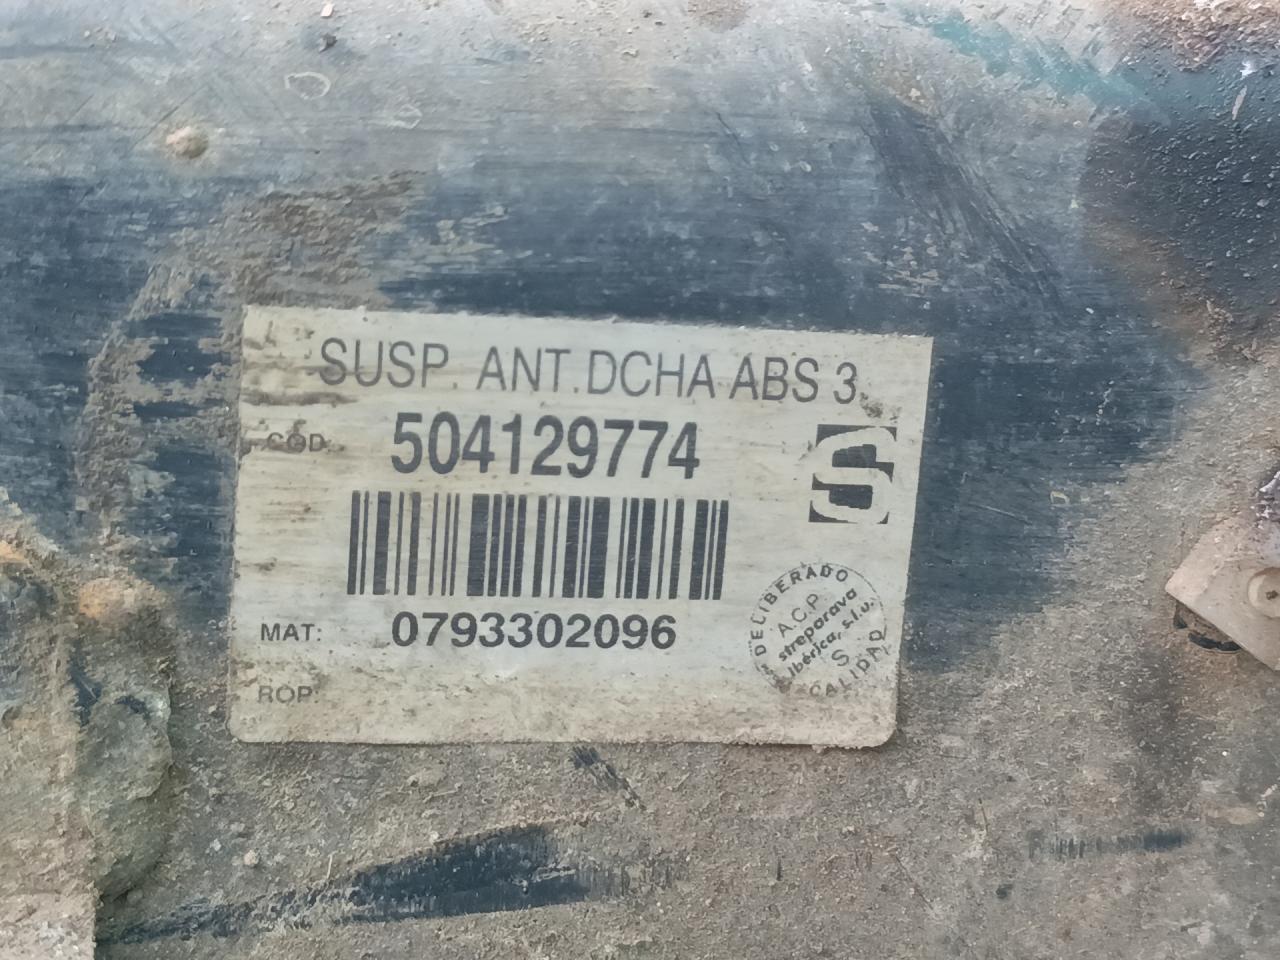 SUSP. ANT.DCHA ABS 3
COD. 504129774
S
MAT: 0793302096
ROP:
DELIBERADO
A.C.P.
streparava
ibérica, s.l.u.
S
CALIDAD